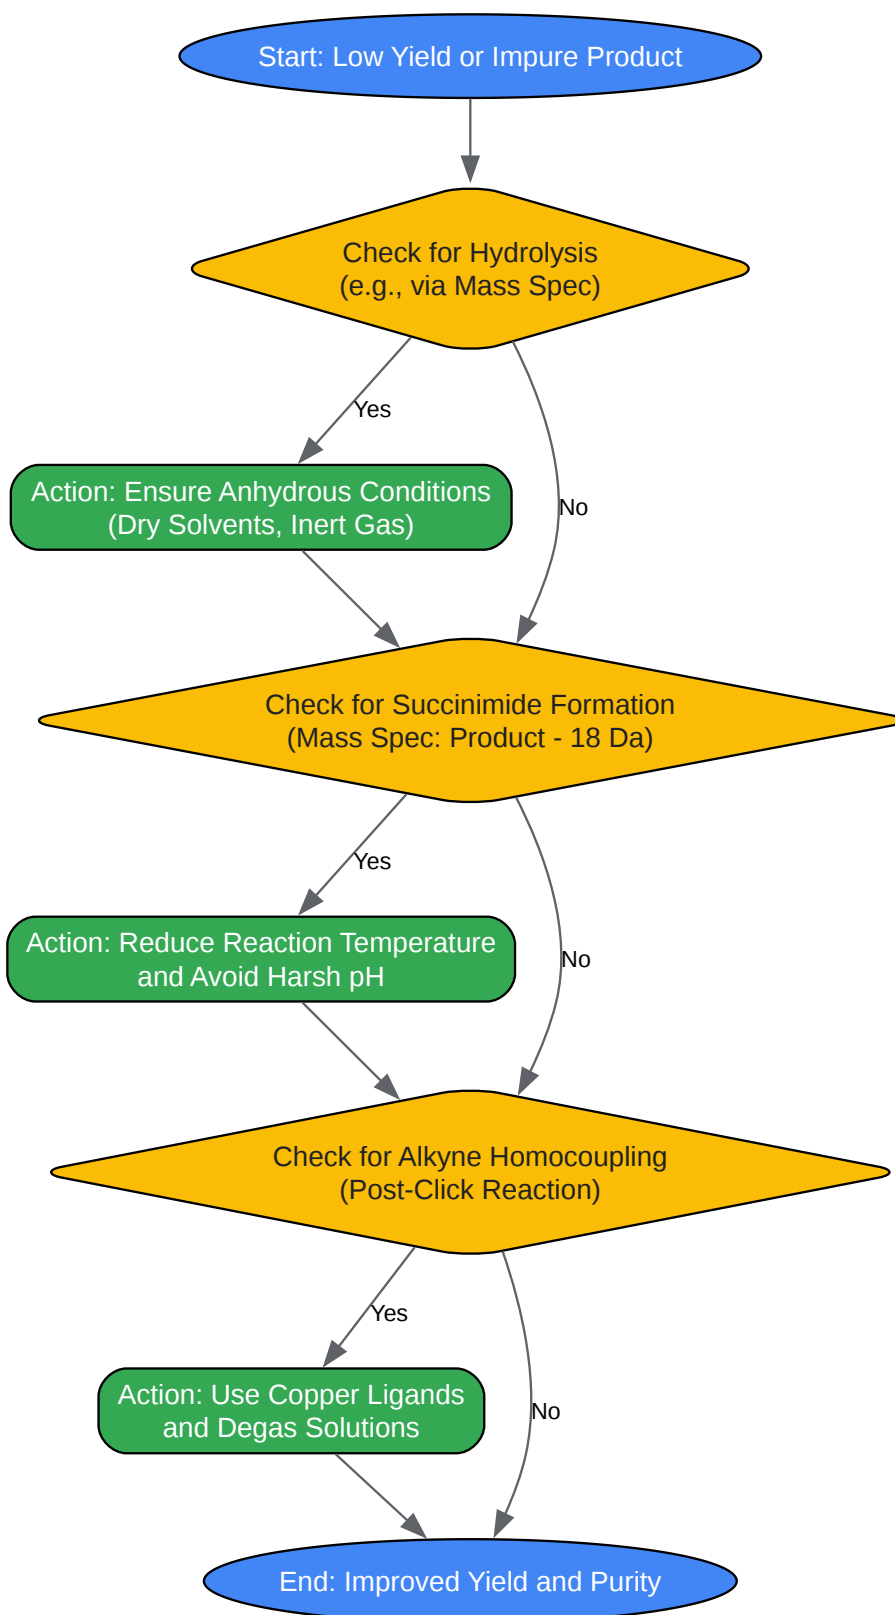 Start: Low Yield or Impure Product
Check for Hydrolysis
(e.g., via Mass Spec)
Yes
Action: Ensure Anhydrous Conditions
(Dry Solvents, Inert Gas)
No
Check for Succinimide Formation
(Mass Spec: Product - 18 Da)
Yes
Action: Reduce Reaction Temperature
and Avoid Harsh pH
No
Check for Alkyne Homocoupling
(Post-Click Reaction)
Yes
Action: Use Copper Ligands
and Degas Solutions
No
End: Improved Yield and Purity